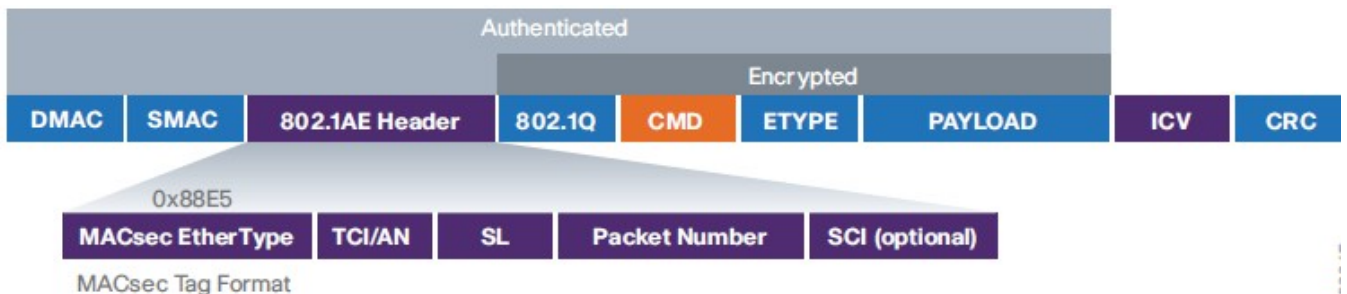 Authenticated
Encrypted
DMAC SMAC 802.1AE Header 802.1Q CMD ETYPE PAYLOAD ICV CRC
0x88E5
MACsec EtherType TCI/AN SL Packet Number SCI (optional)
MACsec Tag Format